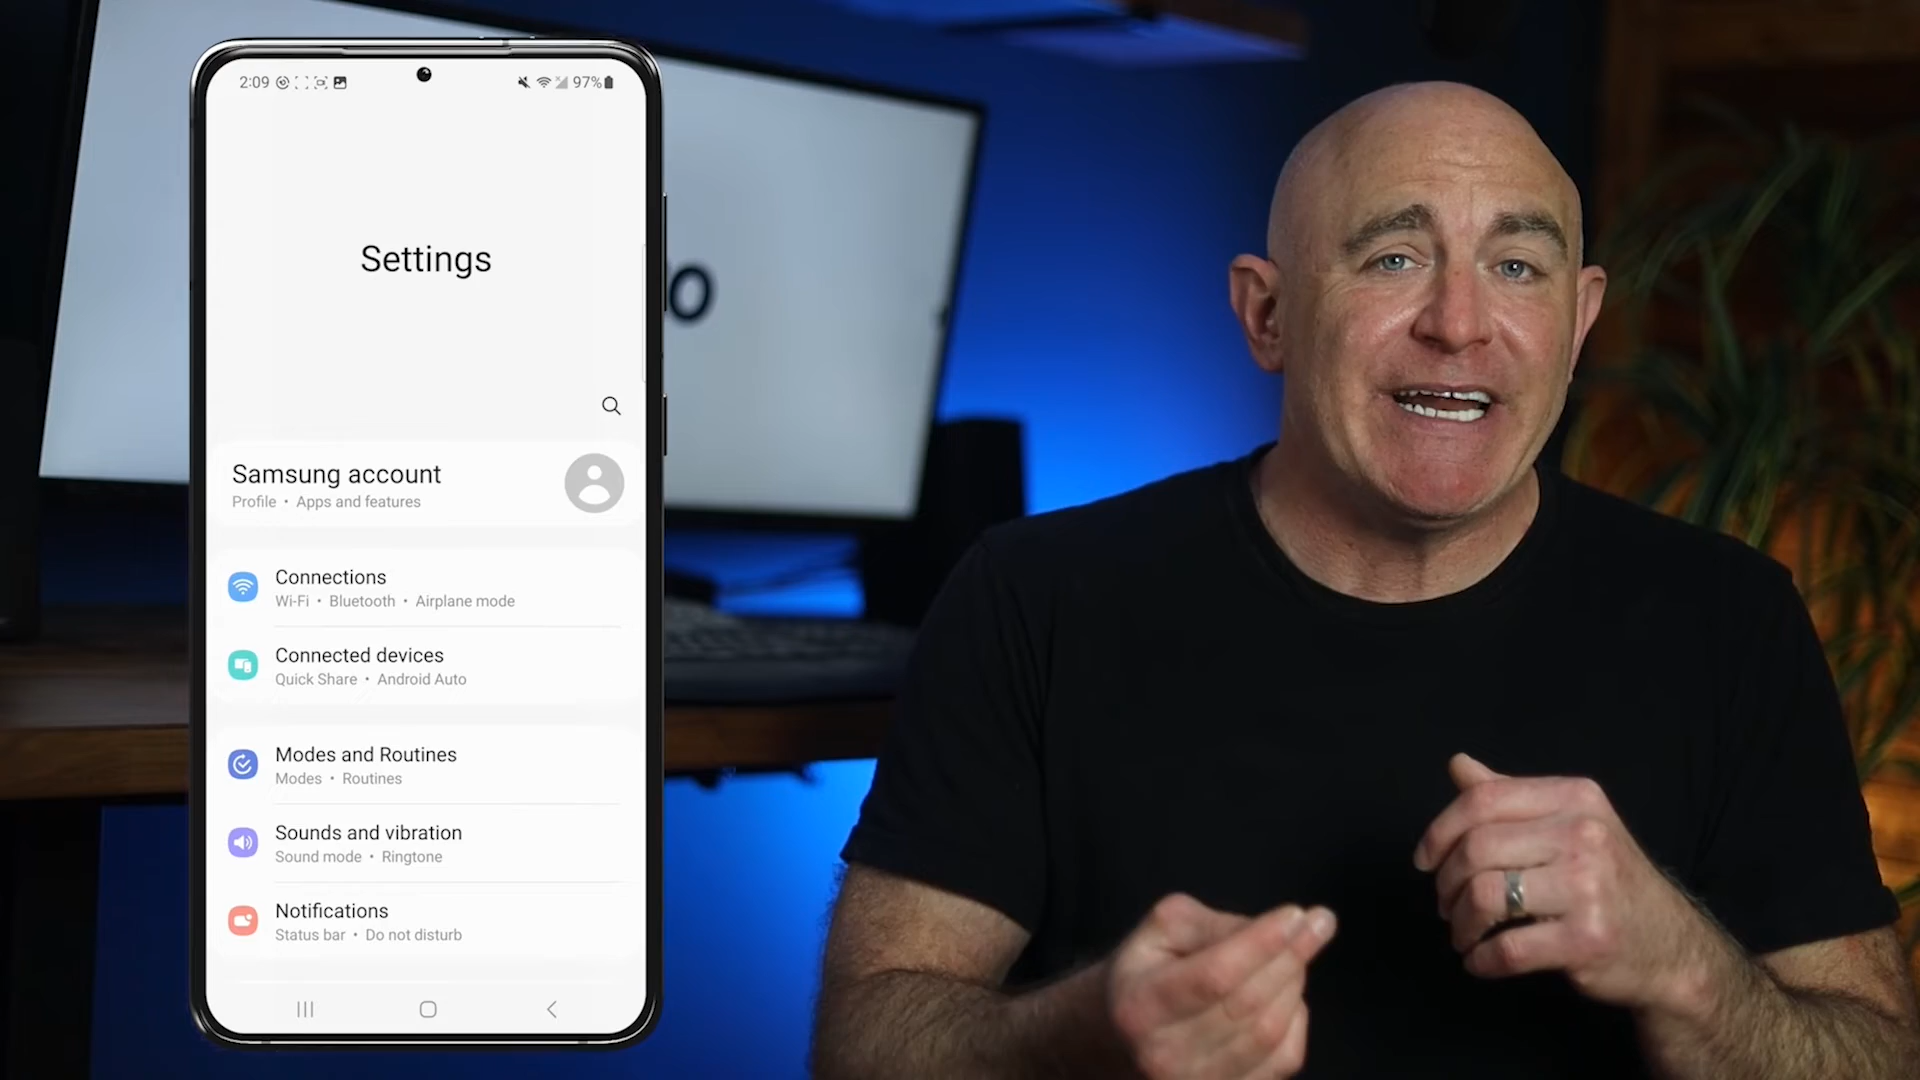 2:09
97%
Settings
Samsung account
Profile • Apps and features
Connections
Wi-Fi • Bluetooth • Airplane mode
Connected devices
Quick Share • Android Auto
Modes and Routines
Modes • Routines
Sounds and vibration
Sound mode • Ringtone
Notifications
Status bar • Do not disturb